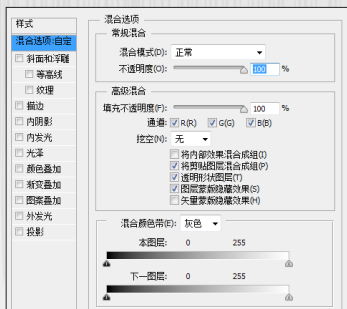 样式
混合选项:自定
斜面和浮雕
等高线
纹理
描边
内阴影
内发光
光泽
颜色叠加
渐变叠加
图案叠加
外发光
投影
混合选项
常规混合
混合模式(D): 正常
不透明度(O): 100 %
高级混合
填充不透明度(F): 100 %
通道: R(R) G(G) B(B)
挖空(N): 无
将内部效果混合成组(I)
将剪贴图层混合成组(P)
透明形状图层(T)
图层蒙版隐藏效果(S)
矢量蒙版隐藏效果(H)
混合颜色带(E): 灰色
本图层: 0 255
下一图层: 0 255